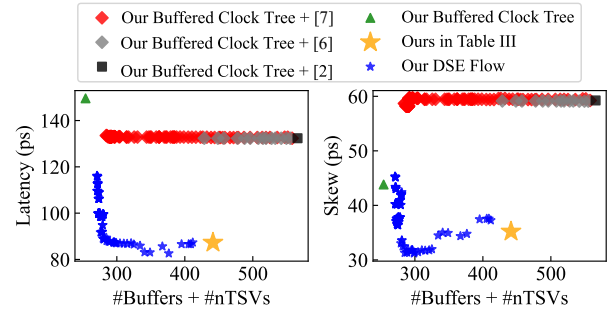 Our Buffered Clock Tree + [7]
Our Buffered Clock Tree + [6]
Our Buffered Clock Tree + [2]
Our Buffered Clock Tree
Ours in Table III
Our DSE Flow
Latency (ps)
140
120
100
80
300 400 500
#Buffers + #nTSVs
Skew (ps)
60
50
40
30
300 400 500
#Buffers + #nTSVs